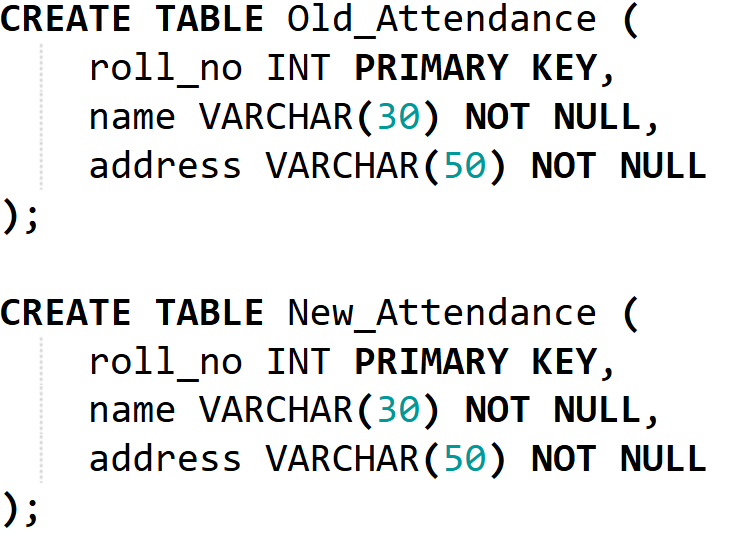 CREATE TABLE Old_Attendance (
    roll_no INT PRIMARY KEY,
    name VARCHAR(30) NOT NULL,
    address VARCHAR(50) NOT NULL
);

CREATE TABLE New_Attendance (
    roll_no INT PRIMARY KEY,
    name VARCHAR(30) NOT NULL,
    address VARCHAR(50) NOT NULL
);